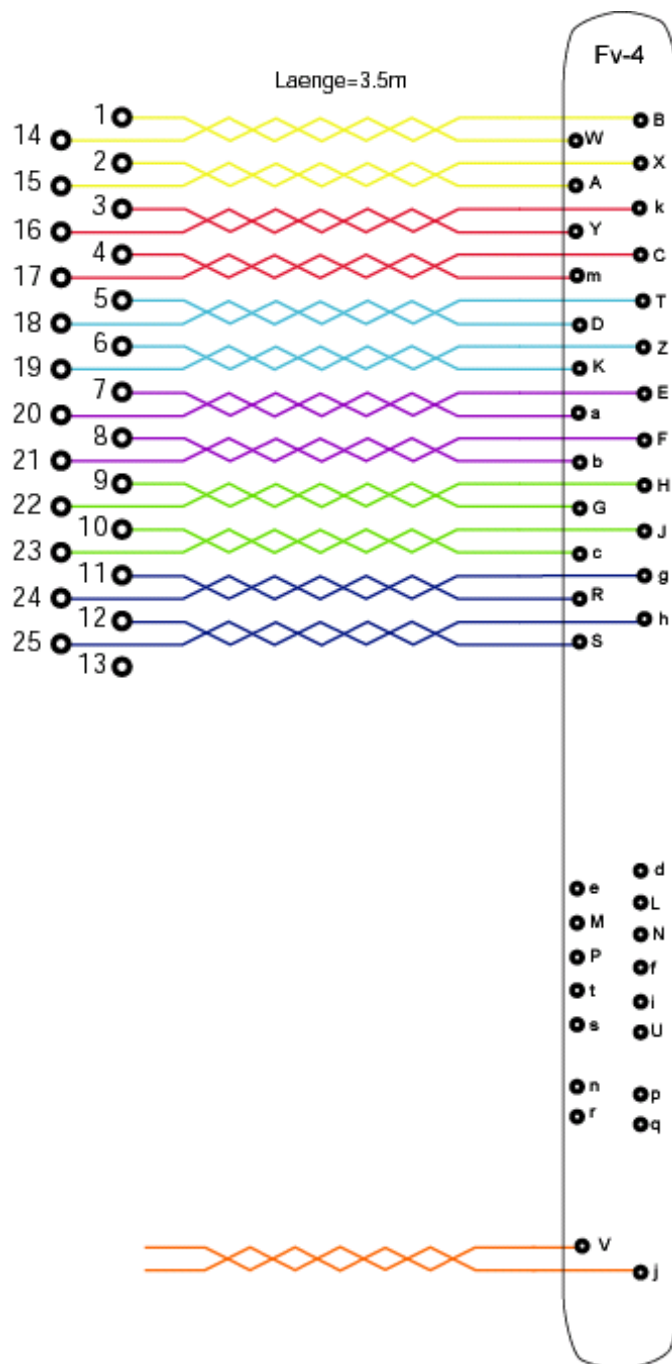 Fv-4
Laenge=3.5m
1 B
14 W
2 X
15 A
3 k
16 Y
4 C
17 m
5 T
18 D
6 Z
19 K
7 E
20 a
8 F
21 b
9 H
22 G
10 J
23 c
11 g
24 R
12 h
25 S
13
d
e
L
M
N
P
f
t
i
s
U
n
p
r
q
V
j